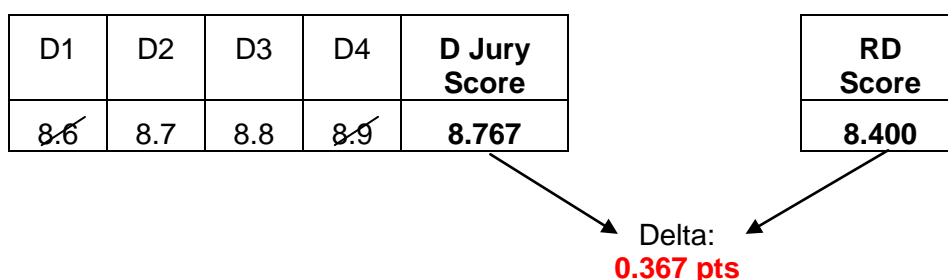 D1 D2 D3 D4 D Jury Score RD Score
8.6 8.7 8.8 8.9 8.767 8.400
Delta:
0.367 pts